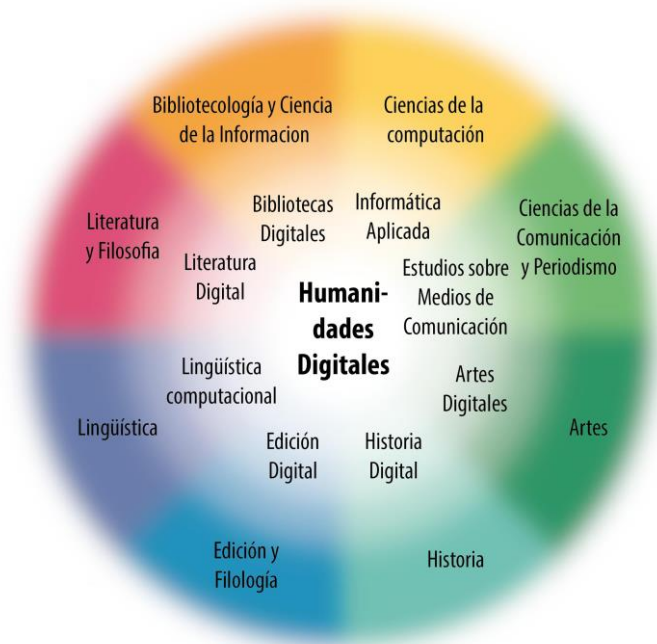 Bibliotecología y Ciencia
de la Informacion
Ciencias de la
computación
Ciencias de la
Comunicación
y Periodismo
Artes
Historia
Edición y
Filología
Lingüística
Literatura
y Filosofia
Bibliotecas
Digitales
Informática
Aplicada
Estudios sobre
Medios de
Comunicación
Artes
Digitales
Historia
Digital
Edición
Digital
Lingüística
computacional
Literatura
Digital
Humani-
dades
Digitales